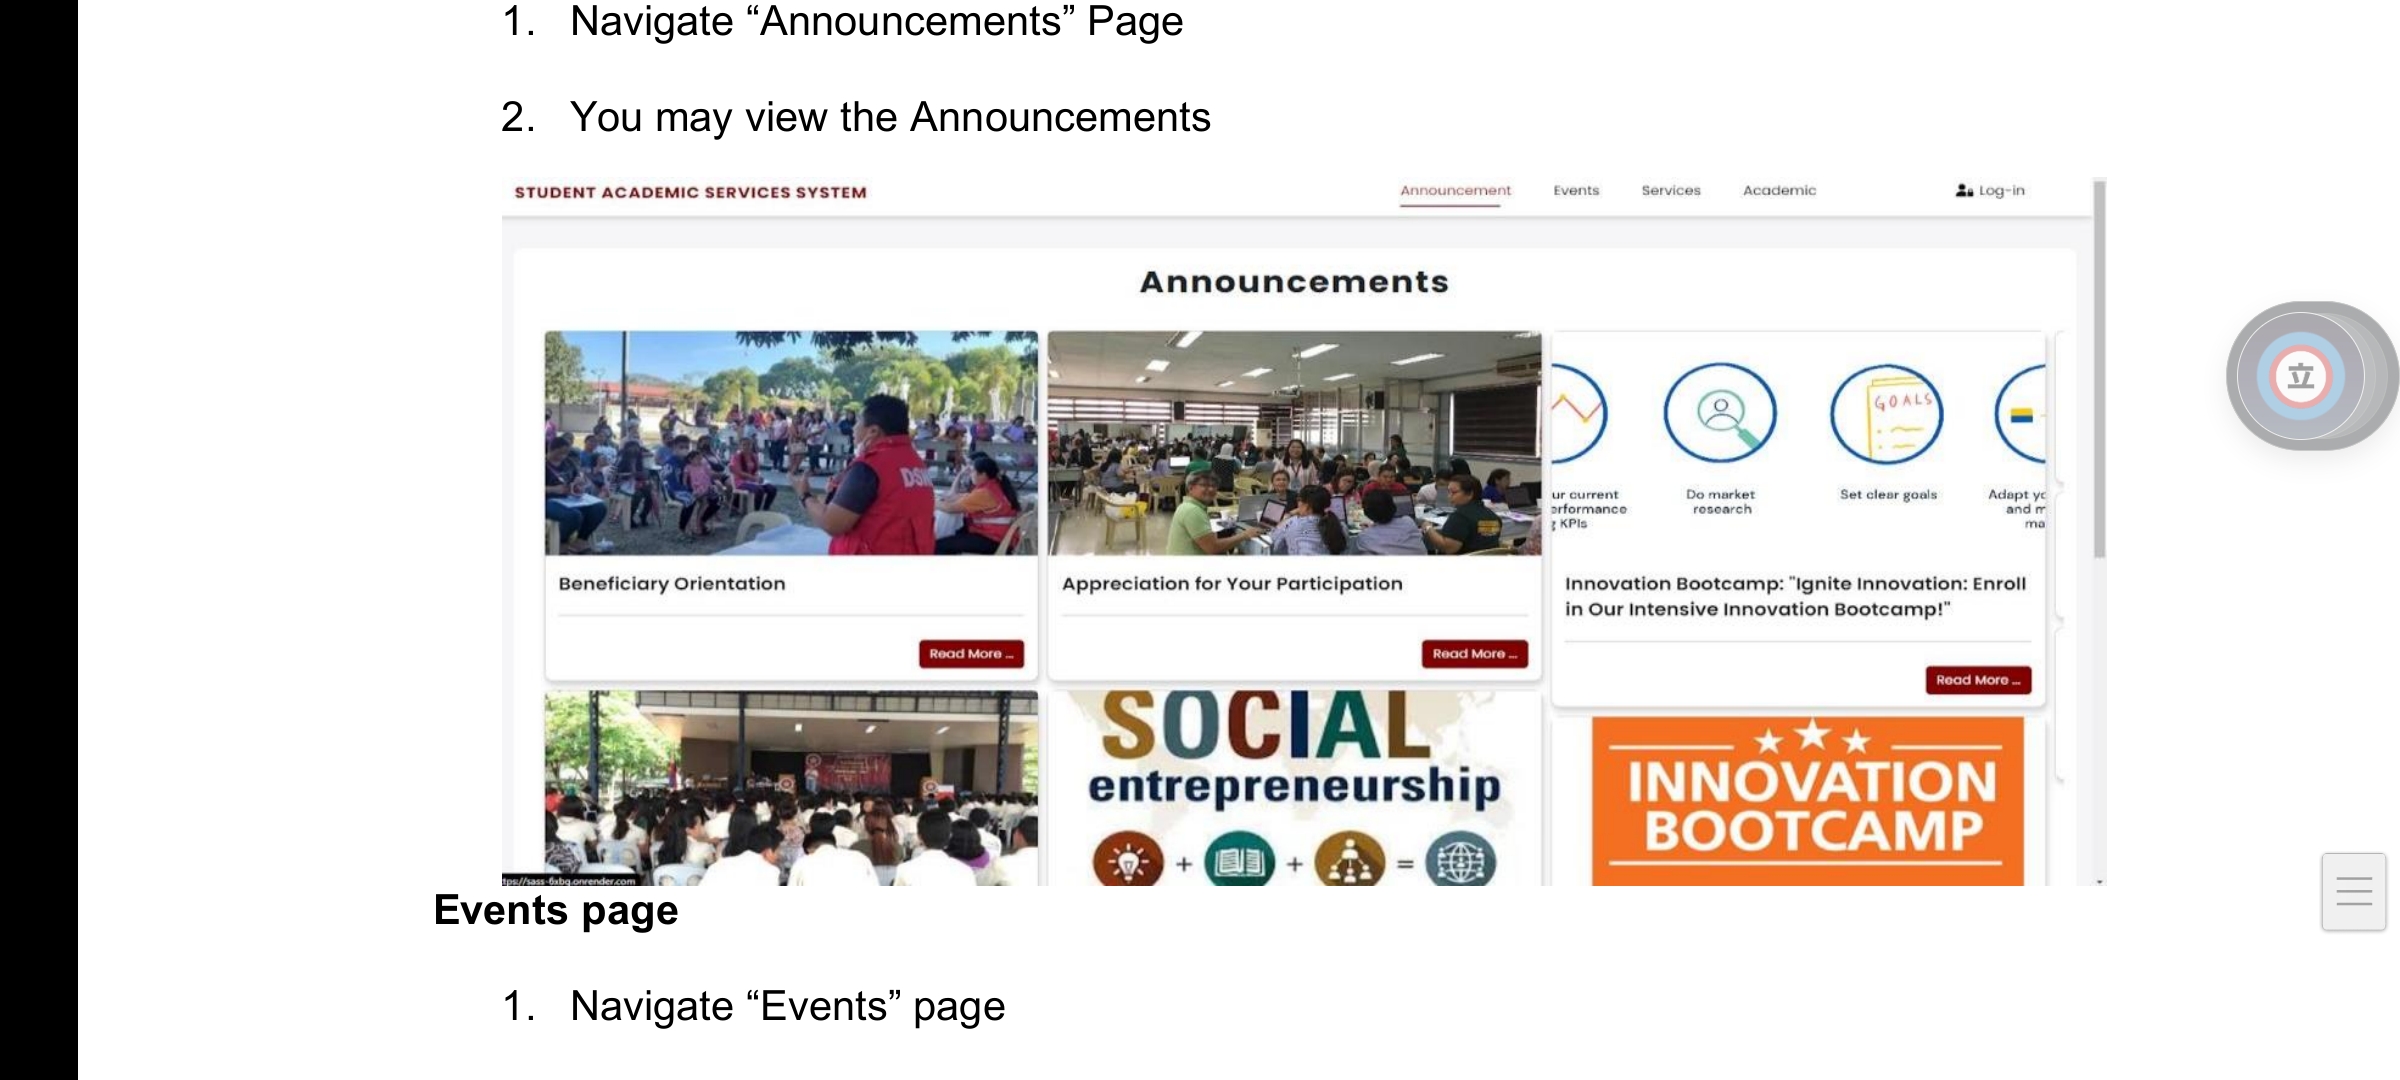 1. Navigate “Announcements” Page
2. You may view the Announcements
STUDENT ACADEMIC SERVICES SYSTEM
Announcement Events Services Academic Log-in
Announcements
DS
GOALS
ur current
erformance
KPIs
Do market
research
Set clear goals
Adapt yo
and m
ma
Beneficiary Orientation
Read More ...
Appreciation for Your Participation
Read More ...
Innovation Bootcamp: "Ignite Innovation: Enroll
in Our Intensive Innovation Bootcamp!"
Read More ...
SOCIAL
entrepreneurship
+ + =
INNOVATION
BOOTCAMP
tps://sass-6xbg.onrender.com
Events page
1. Navigate “Events” page
立